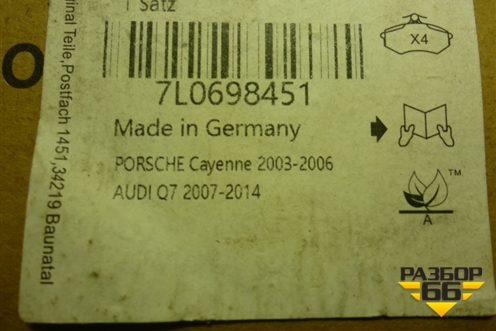 1 Satz
X4
7L0698451
Made in Germany
PORSCHE Cayenne 2003-2006
AUDI Q7 2007-2014
ginal Teile,Postfach 1451,34219 Baunatal
O
TM
A
РАЗБОР
66